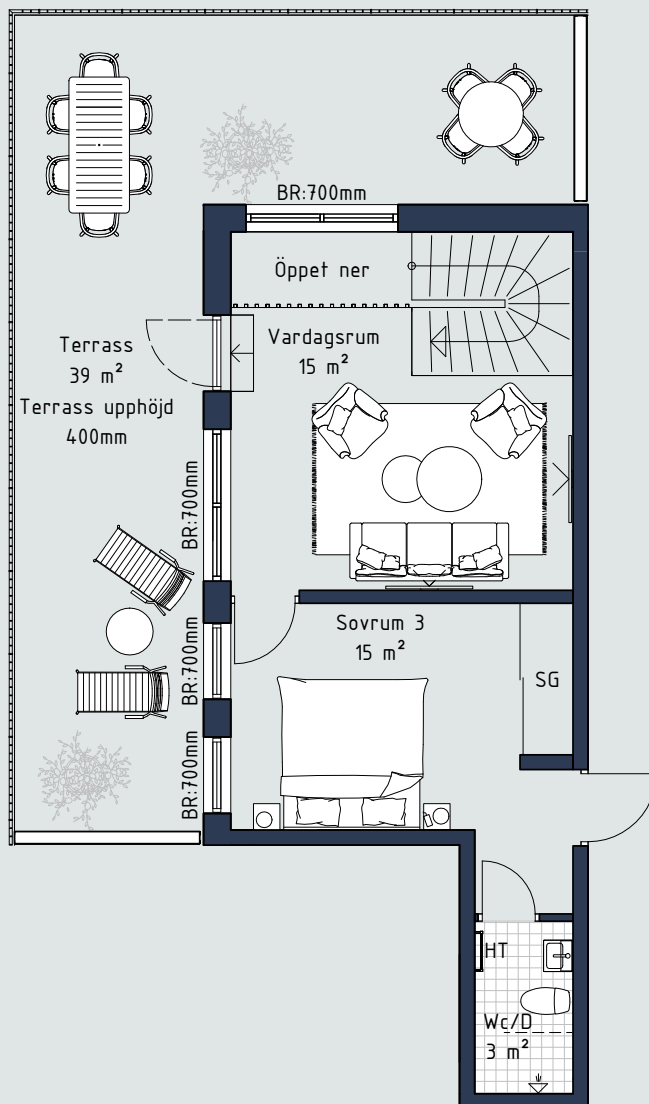 BR:700mm
Öppet ner
Vardagsrum
15 m²
Terrass
39 m²
Terrass upphöjd
400mm
BR:700mm
Sovrum 3
15 m²
BR:700mm
SG
BR:700mm
HT
Wc/D
3 m²